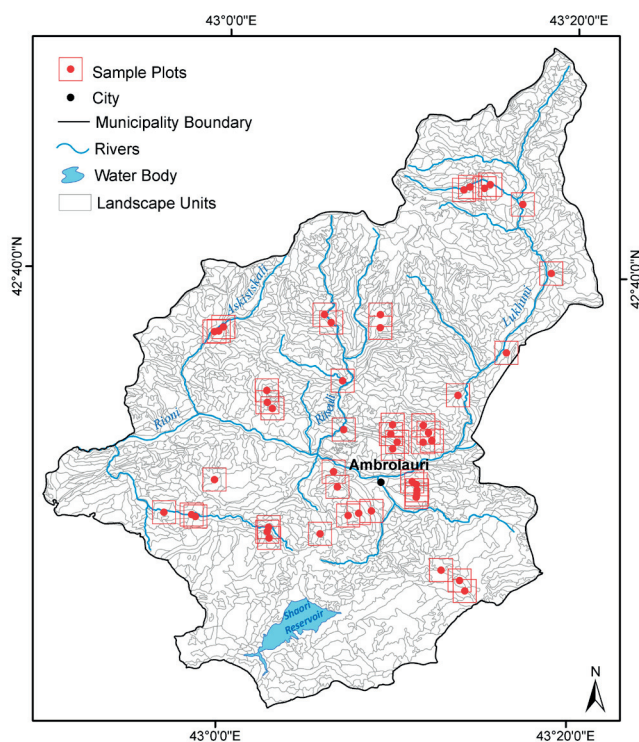 43°0'0"E
43°20'0"E
Sample Plots
City
Municipality Boundary
Rivers
Water Body
Landscape Units
42°40'0"N
42°40'0"N
Askistskali
Lukhuni
Rioni
Rikeuli
Ambrolauri
Shaori
Reservoir
N
43°0'0"E
43°20'0"E